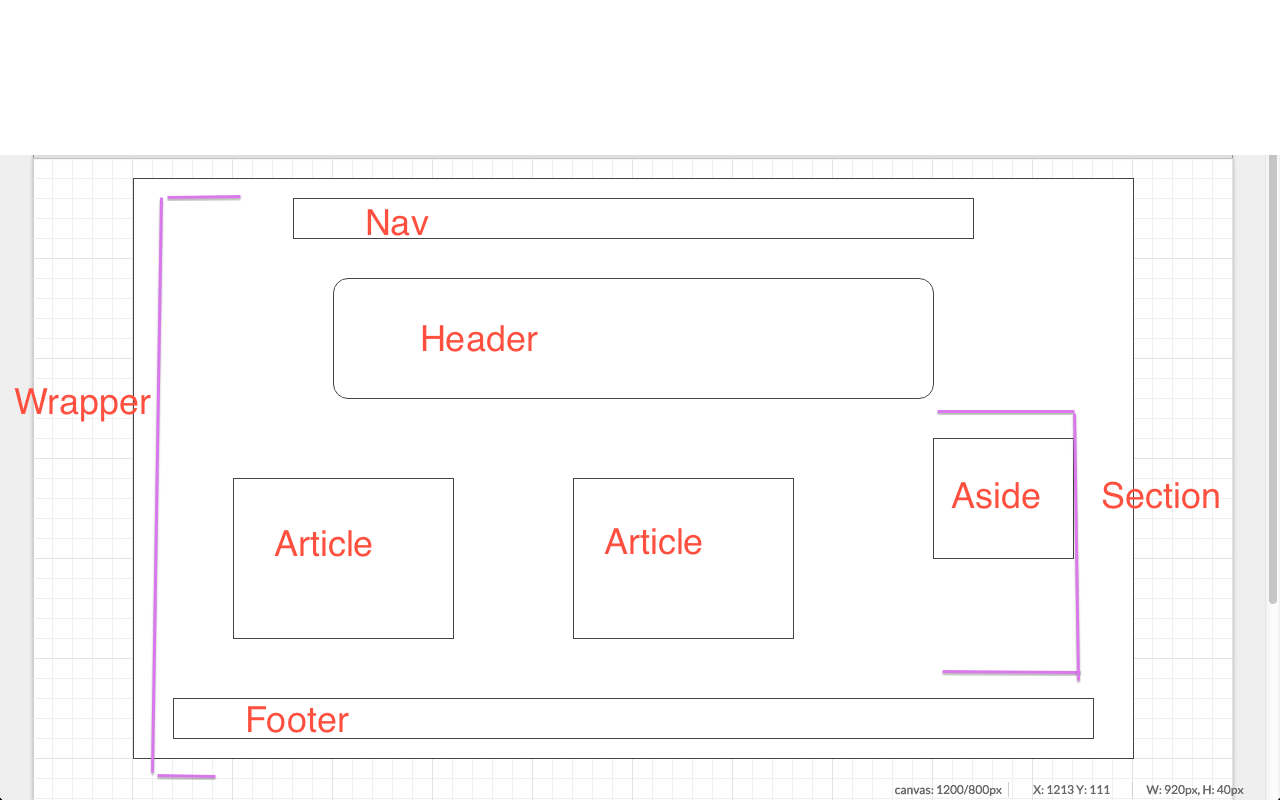 Nav
Header
Wrapper
Aside
Section
Article
Article
Footer
canvas: 1200/800px
X: 1213 Y: 111
W: 920px, H: 40px